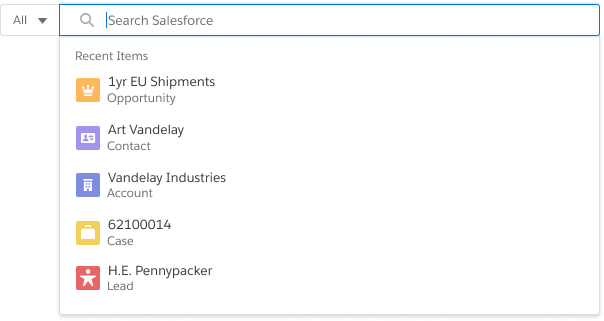 All
Search Salesforce
Recent Items
1yr EU Shipments
Opportunity
Art Vandelay
Contact
Vandelay Industries
Account
62100014
Case
H.E. Pennypacker
Lead